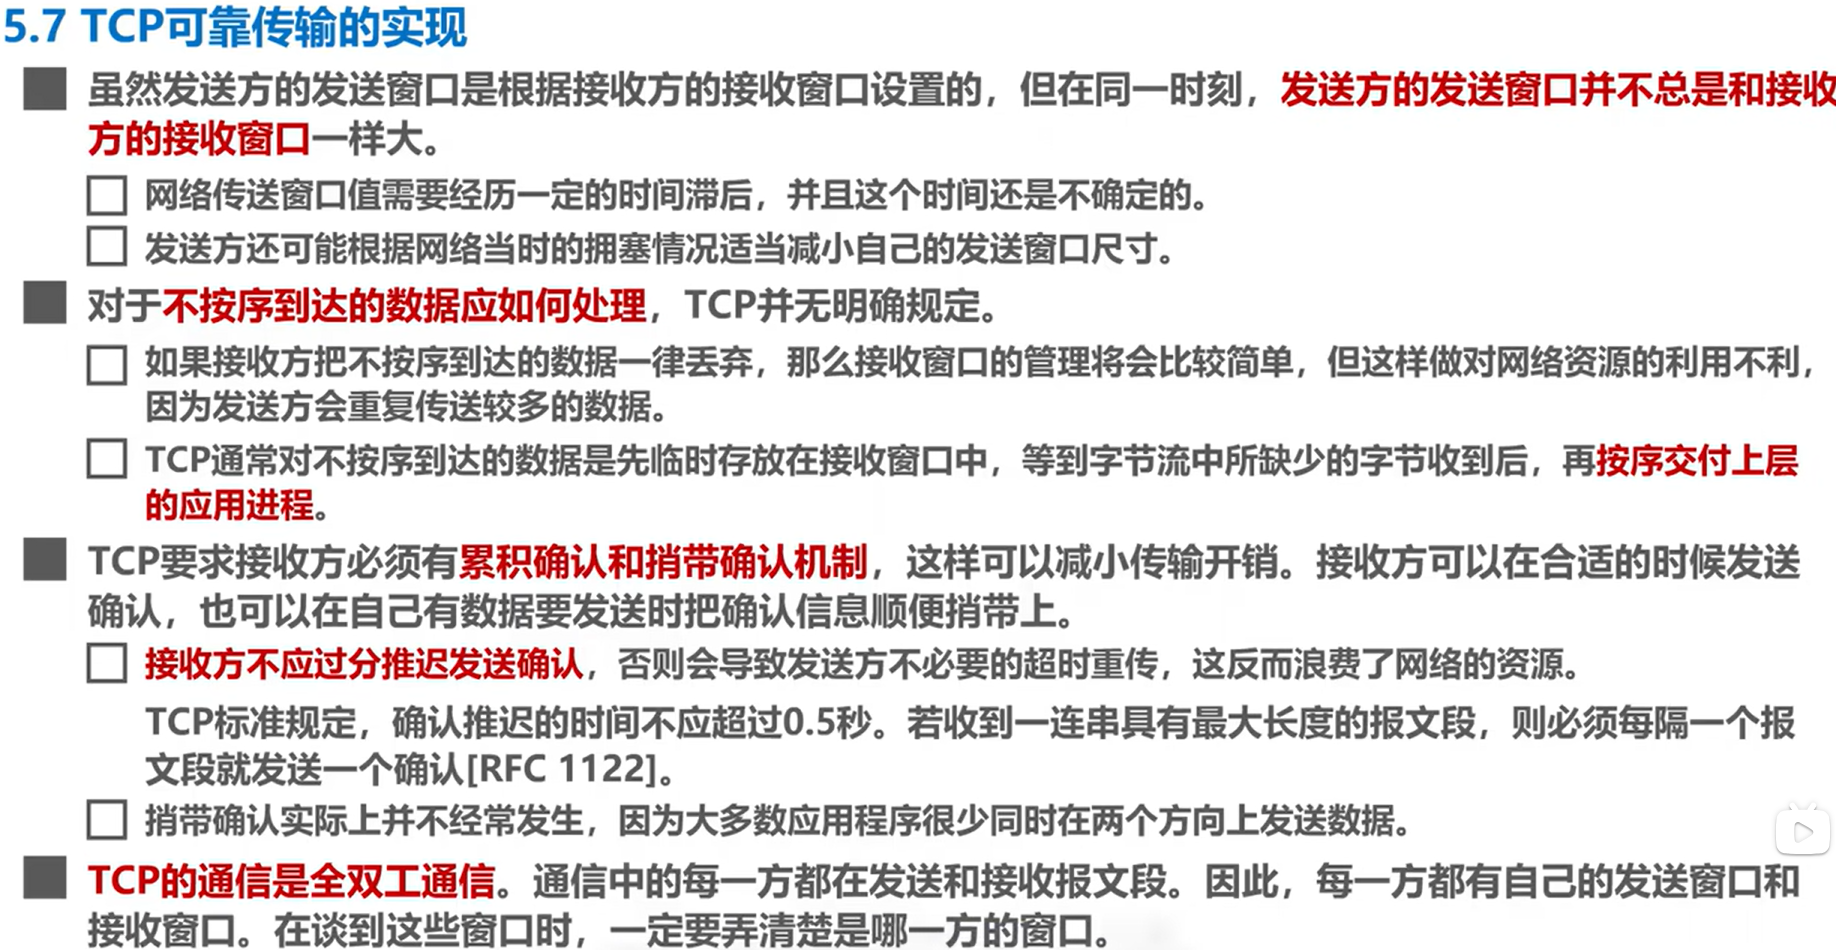 5.7 TCP可靠传输的实现
虽然发送方的发送窗口是根据接收方的接收窗口设置的，但在同一时刻，发送方的发送窗口并不总是和接收
方的接收窗口一样大。
网络传送窗口值需要经历一定的时间滞后，并且这个时间还是不确定的。
发送方还可能根据网络当时的拥塞情况适当减小自己的发送窗口尺寸。
对于不按序到达的数据应如何处理，TCP并无明确规定。
如果接收方把不按序到达的数据一律丢弃，那么接收窗口的管理将会比较简单，但这样做对网络资源的利用不利，
因为发送方会重复传送较多的数据。
TCP通常对不按序到达的数据是先临时存放在接收窗口中，等到字节流中所缺少的字节收到后，再按序交付上层
的应用进程。
TCP要求接收方必须有累积确认和捎带确认机制，这样可以减小传输开销。接收方可以在合适的时候发送
确认，也可以在自己有数据要发送时把确认信息顺便捎带上。
接收方不应过分推迟发送确认，否则会导致发送方不必要的超时重传，这反而浪费了网络的资源。
TCP标准规定，确认推迟的时间不应超过0.5秒。若收到一连串具有最大长度的报文段，则必须每隔一个报
文段就发送一个确认[RFC 1122]。
捎带确认实际上并不经常发生，因为大多数应用程序很少同时在两个方向上发送数据。
TCP的通信是全双工通信。通信中的每一方都在发送和接收报文段。因此，每一方都有自己的发送窗口和
接收窗口。在谈到这些窗口时，一定要弄清楚是哪一方的窗口。